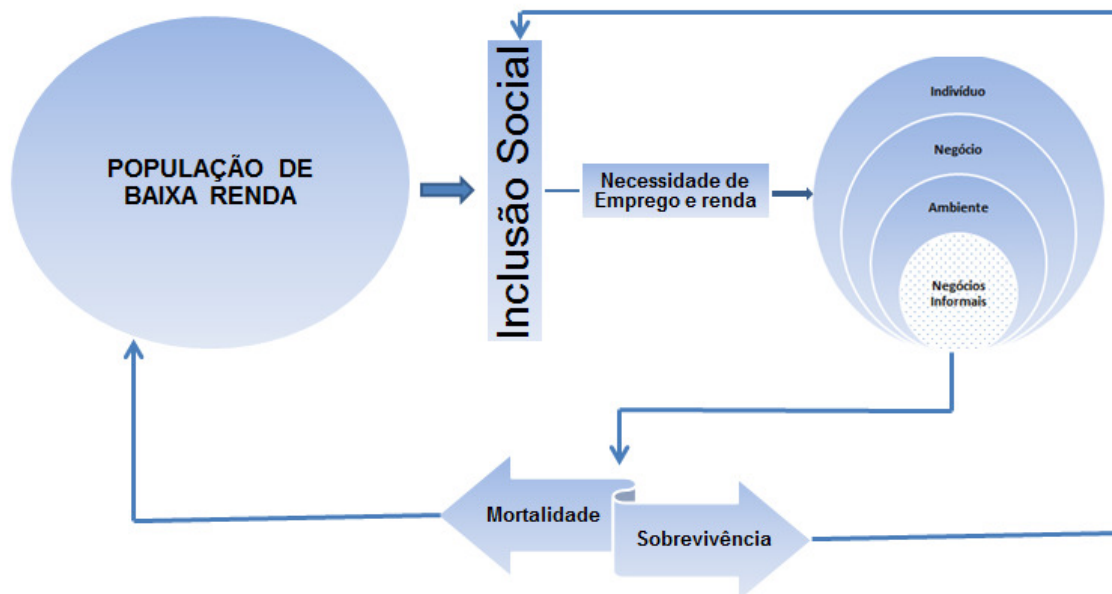 POPULAÇÃO DE
BAIXA RENDA
Inclusão Social
Necessidade de
Emprego e renda
Indivíduo
Negócio
Ambiente
Negócios
Informais
Mortalidade
Sobrevivência